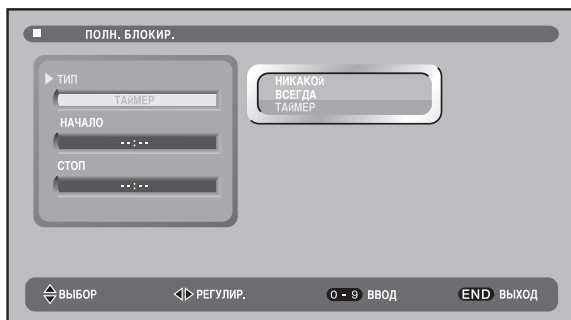 ПОЛН. БЛОКИР.
ТИП
ТАЙМЕР
НАЧАЛО
--:--
СТОП
--:--
НИКАКОЙ
ВСЕГДА
ТАЙМЕР
ВЫБОР РЕГУЛИР. 0 - 9 ВВОД END ВЫХОД